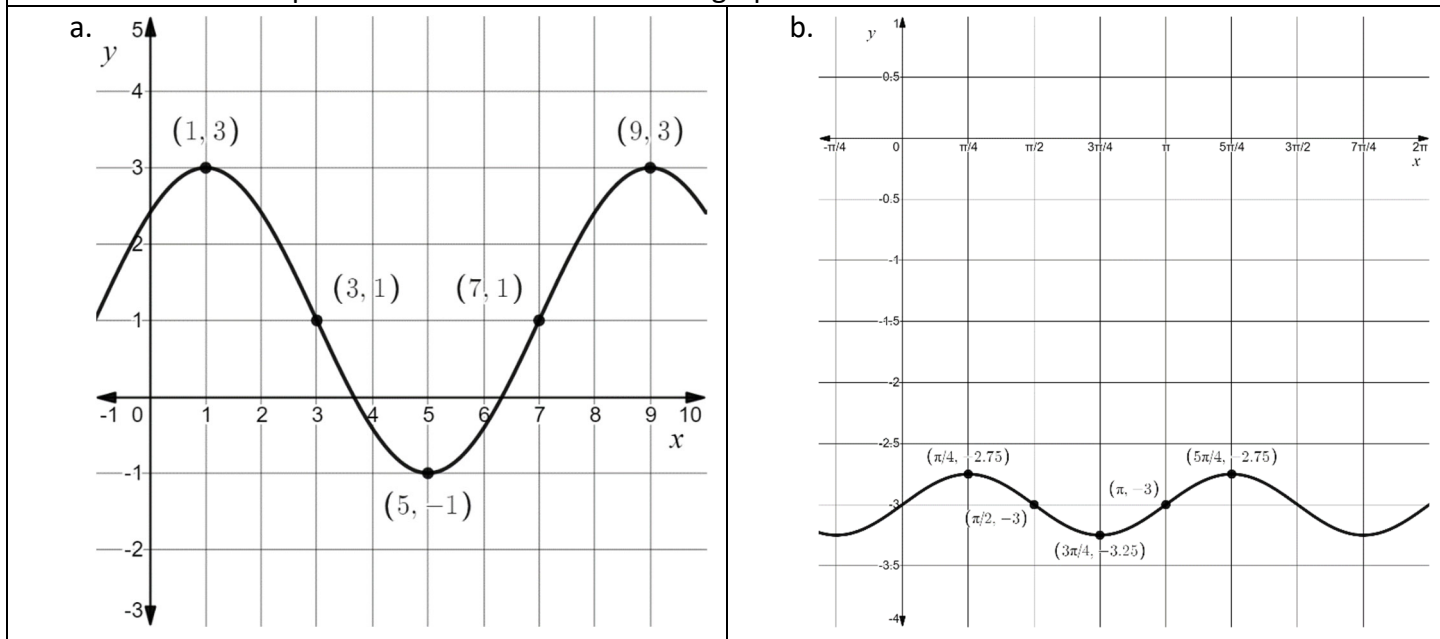 a.
5
y
4
(1, 3)
(9, 3)
3
2
(3, 1)
(7, 1)
1
-1 0 1 2 3 4 5 6 7 8 9 10
x
-1
(5, −1)
-2
-3
b.
1
y
0.5
-π/4 0 π/4 π/2 3π/4 π 5π/4 3π/2 7π/4 2π
x
-0.5
-1
-1.5
-2
-2.5
(π/4, −2.75)
(5π/4, −2.75)
(π, −3)
-3
(π/2, −3)
(3π/4, −3.25)
-3.5
-4